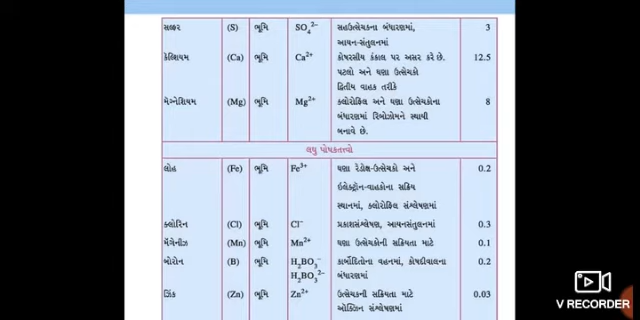 સલ્ફર (S) ભૂમિ SO₄²⁻ સહઉત્સેચકના બંધારણમાં, 3
આયન-સંતુલનમાં
કેલ્શિયમ (Ca) ભૂમિ Ca²⁺ કોષરસીય કંકાલ પર અસર કરે છે. 12.5
પટલો અને ઘણા ઉત્સેચકો
દ્વિતીય વાહક તરીકે
મૅગ્નેશિયમ (Mg) ભૂમિ Mg²⁺ ક્લોરોફિલ અને ઘણા ઉત્સેચકોના 8
બંધારણમાં રિબોઝોમને સ્થાયી
બનાવે છે.
લઘુ પોષકતત્ત્વો
લોહ (Fe) ભૂમિ Fe³⁺ ઘણા રેડોક્ષ-ઉત્સેચકો અને 0.2
ઇલેક્ટ્રૉન-વાહકોના સક્રિય
સ્થાનમાં, ક્લોરોફિલ સંશ્લેષણમાં
ક્લોરિન (Cl) ભૂમિ Cl⁻ પ્રકાશસંશ્લેષણ, આયનસંતુલનમાં 0.3
મૅંગેનીઝ (Mn) ભૂમિ Mn²⁺ ઘણા ઉત્સેચકોની સક્રિયતા માટે 0.1
બોરોન (B) ભૂમિ H₂BO₃⁻ કાર્બોદિતોના વહનમાં, કોષદીવાલના 0.2
H₂BO₃²⁻ બંધારણમાં
ઝિંક (Zn) ભૂમિ Zn²⁺ ઉત્સેચકની સક્રિયતા માટે 0.03
ઑક્ઝિન સંશ્લેષણમાં
V RECORDER